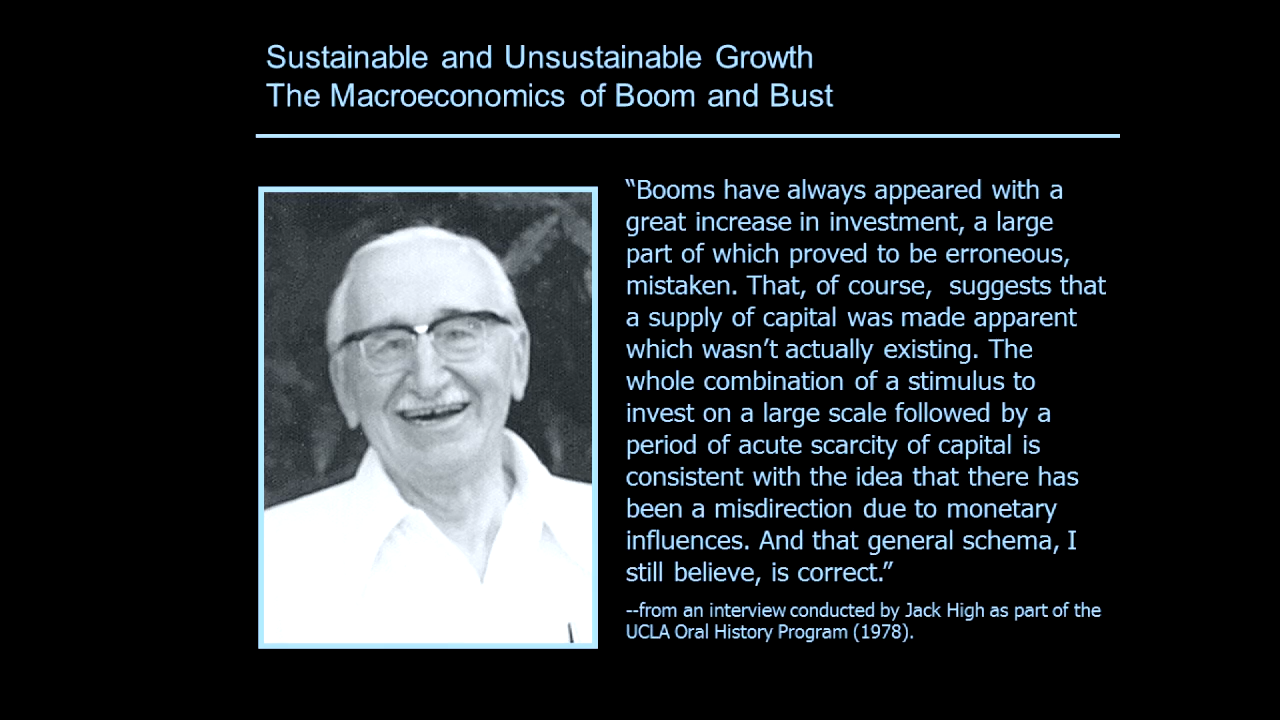 Sustainable and Unsustainable Growth
The Macroeconomics of Boom and Bust
“Booms have always appeared with a
great increase in investment, a large
part of which proved to be erroneous,
mistaken. That, of course,  suggests that
a supply of capital was made apparent
which wasn’t actually existing. The
whole combination of a stimulus to
invest on a large scale followed by a
period of acute scarcity of capital is
consistent with the idea that there has
been a misdirection due to monetary
influences. And that general schema, I
still believe, is correct.”
--from an interview conducted by Jack High as part of the
UCLA Oral History Program (1978).